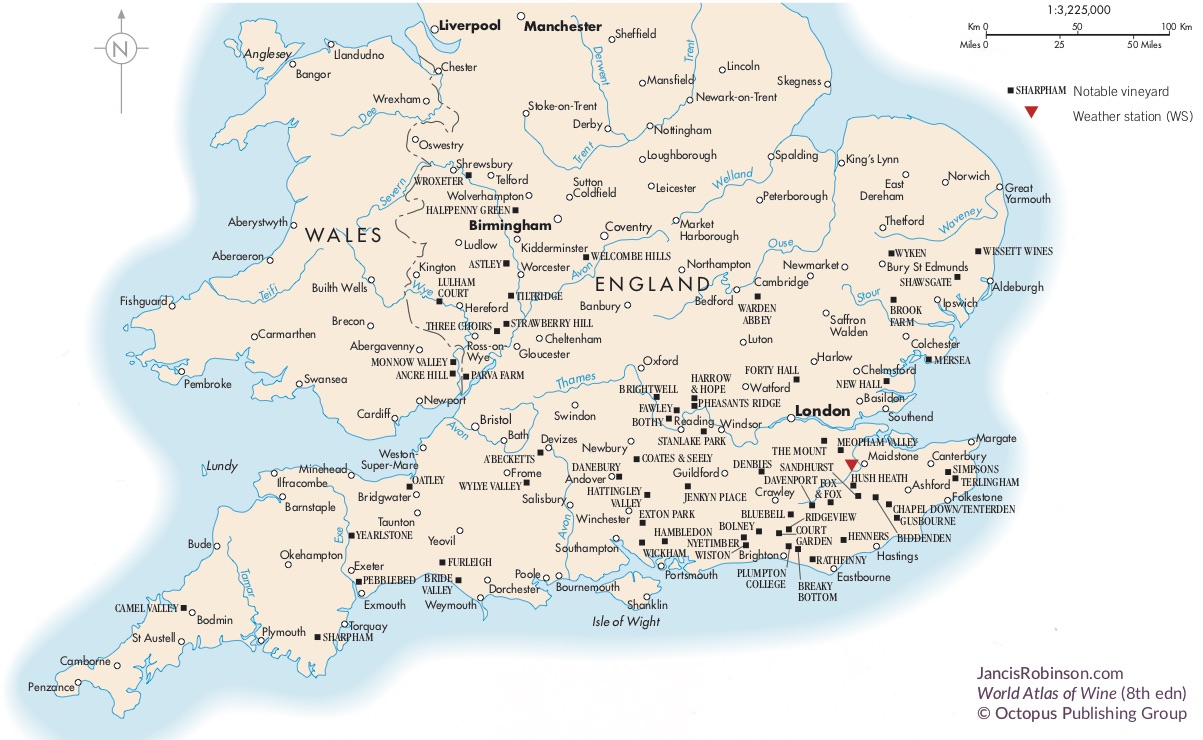 1:3,225,000
Km 0 50 100 Km
Miles 0 25 50 Miles
SHARPHAM Notable vineyard
Weather station (WS)
N
Liverpool
Manchester
Sheffield
Anglesey
Llandudno
Bangor
Chester
Derwent
Trent
Lincoln
Mansfield
Skegness
Wrexham
Newark-on-Trent
Stoke-on-Trent
Dee
Derby
Nottingham
Oswestry
Trent
Loughborough
Spalding
King's Lynn
Shrewsbury
WROXETER
Telford
Severn
Sutton
Coldfield
Leicester
Welland
East
Dereham
Norwich
Great
Yarmouth
Wolverhampton
Peterborough
HALFPENNY GREEN
Aberystwyth
WALES
Birmingham
Coventry
Market
Harborough
Thetford
Waveney
Ludlow
Kidderminster
Ouse
Aberaeron
ASTLEY
WELCOMBE HILLS
WYKEN
WISSETT WINES
Kington
Worcester
Avon
Northampton
Newmarket
Bury St Edmunds
Builth Wells
Wye
LULHAM
COURT
ENGLAND
Cambridge
SHAWSGATE
Aldeburgh
Teifi
Fishguard
TILTRIDGE
Hereford
Banbury
Bedford
WARDEN
ABBEY
Stour
Ipswich
BROOK
FARM
Brecon
THREE CHOIRS
STRAWBERRY HILL
Saffron
Walden
Carmarthen
Abergavenny
Ross-on-
Wye
Cheltenham
Gloucester
Luton
Colchester
MONNOW VALLEY
Oxford
Harlow
MERSEA
ANCRE HILL
PARVA FARM
FORTY HALL
Chelmsford
Pembroke
Swansea
Thames
HARROW
& HOPE
Watford
NEW HALL
BRIGHTWELL
PHEASANTS RIDGE
Basildon
Newport
FAWLEY
London
Southend
Cardiff
Swindon
BOTHY
Reading
Windsor
Bristol
Avon
STANLAKE PARK
Bath
Devizes
Newbury
THE MOUNT
MEOPHAM VALLEY
Margate
Weston-
Super-Mare
A'BECKETTS
COATES & SEELY
Maidstone
Canterbury
Lundy
Minehead
Frome
DANEBURY
Guildford
DENBIES
SANDHURST
SIMPSONS
Ilfracombe
OATLEY
WYLYE VALLEY
Andover
DAVENPORT
FOX
& FOX
HUSH HEATH
TERLINGHAM
Ashford
Barnstaple
Bridgwater
Salisbury
HATTINGLEY
VALLEY
JENKYN PLACE
Crawley
Folkestone
CHAPEL DOWN/TENTERDEN
Taunton
Winchester
EXTON PARK
BLUEBELL
RIDGEVIEW
GUSBOURNE
Exe
YEARLSTONE
Yeovil
Avon
HAMBLEDON
BOLNEY
COURT
GARDEN
HENNERS
BIDDENDEN
Bude
Southampton
NYETIMBER
Okehampton
WICKHAM
WISTON
Brighton
RATHFINNY
Hastings
Exeter
FURLEIGH
Portsmouth
Tamar
PEBBLEBED
BRIDE
VALLEY
Poole
Bournemouth
PLUMPTON
COLLEGE
BREAKY
BOTTOM
Eastbourne
Dorchester
Exmouth
Weymouth
Shanklin
CAMEL VALLEY
Isle of Wight
Bodmin
Torquay
St Austell
Plymouth
SHARPHAM
Camborne
Penzance
JancisRobinson.com
World Atlas of Wine (8th edn)
© Octopus Publishing Group